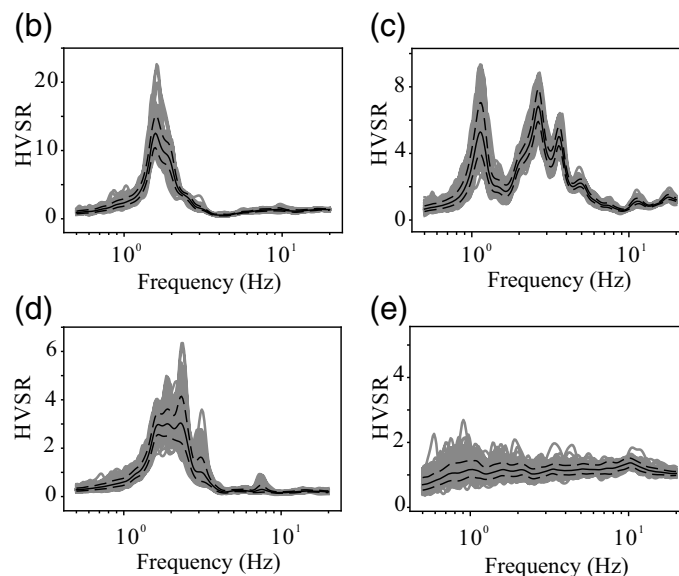 (b)
20
10
0
HVSR
10⁰
10¹
Frequency (Hz)
(c)
8
4
0
HVSR
10⁰
10¹
Frequency (Hz)
(d)
6
4
2
0
HVSR
10⁰
10¹
Frequency (Hz)
(e)
4
2
0
HVSR
10⁰
10¹
Frequency (Hz)